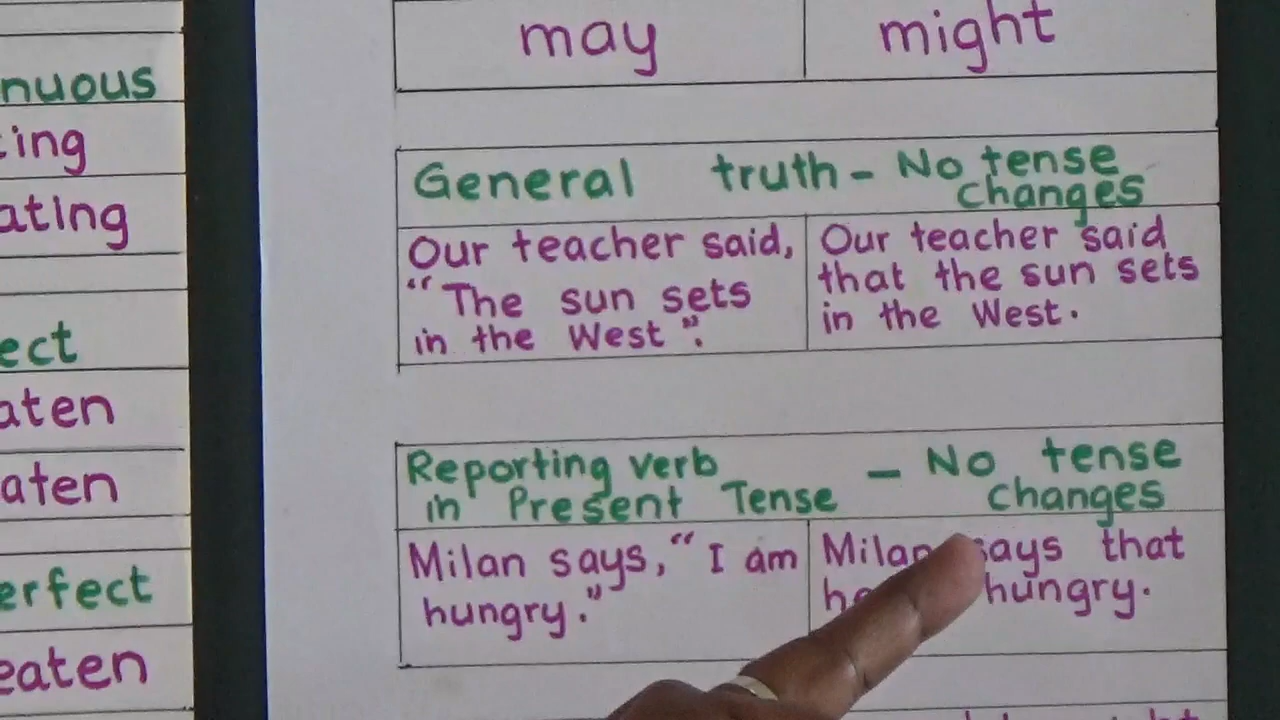 nuous
ing
ating
ect
aten
aten
erfect
eaten
may might
General truth - No tense
changes
Our teacher said,
"The sun sets
in the West".
Our teacher said
that the sun sets
in the West.
Reporting verb
in Present Tense - No tense
changes
Milan says, "I am
hungry."
Milan says that
hungry.